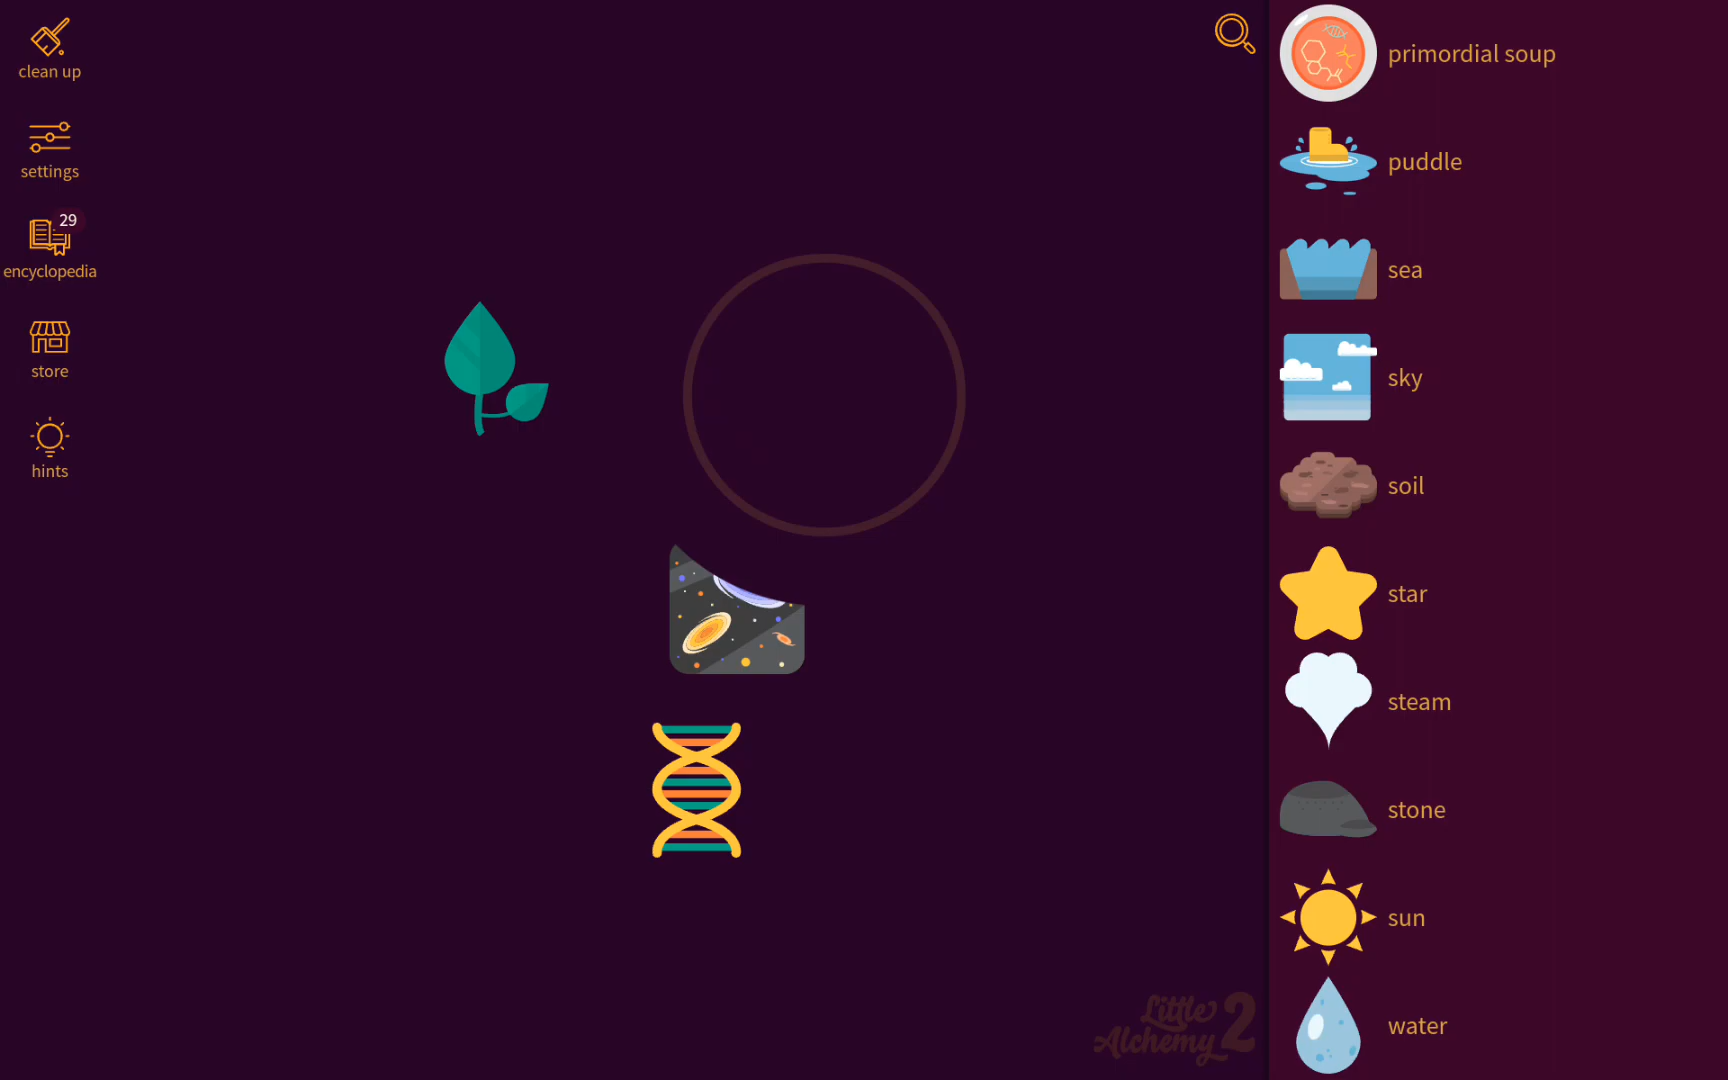 clean up
settings
29
encyclopedia
store
hints
primordial soup
puddle
sea
sky
soil
star
steam
stone
sun
water
Little
Alchemy 2